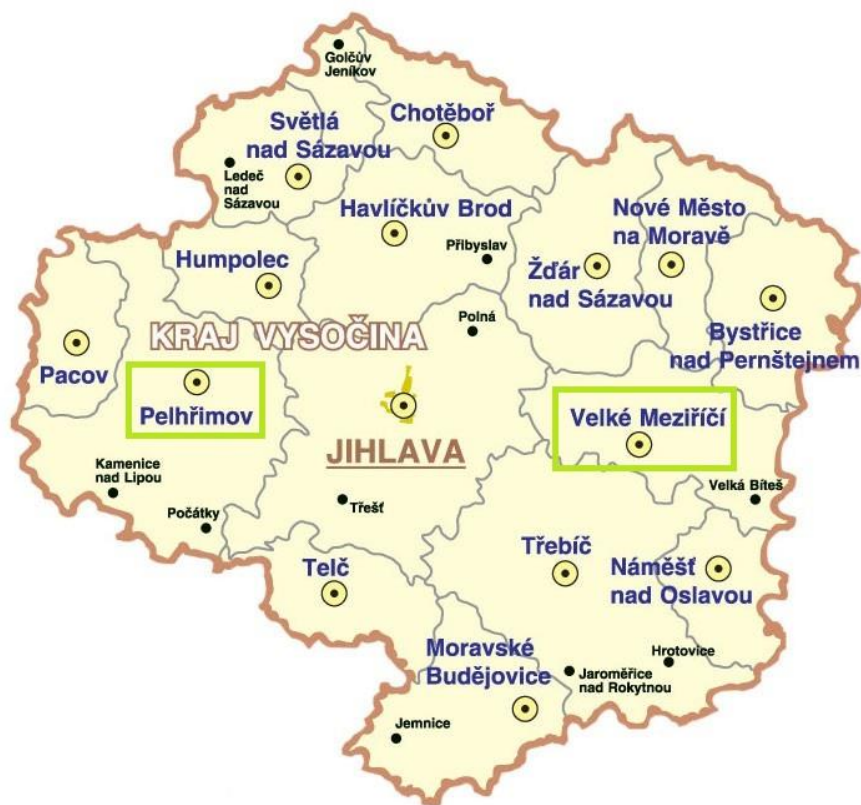 Golčův
Jeníkov
Chotěboř
Světlá
nad Sázavou
Ledeč
nad
Sázavou
Havlíčkův Brod
Přibyslav
Nové Město
na Moravě
Žďár
nad Sázavou
Humpolec
Polná
Bystřice
nad Pernštejnem
KRAJ VYSOČINA
Pacov
Pelhřimov
Velké Meziříčí
JIHLAVA
Kamenice
nad Lipou
Počátky
Třešť
Velká Bíteš
Telč
Třebíč
Náměšť
nad Oslavou
Moravské
Budějovice
Hrotovice
Jaroměřice
nad Rokytnou
Jemnice